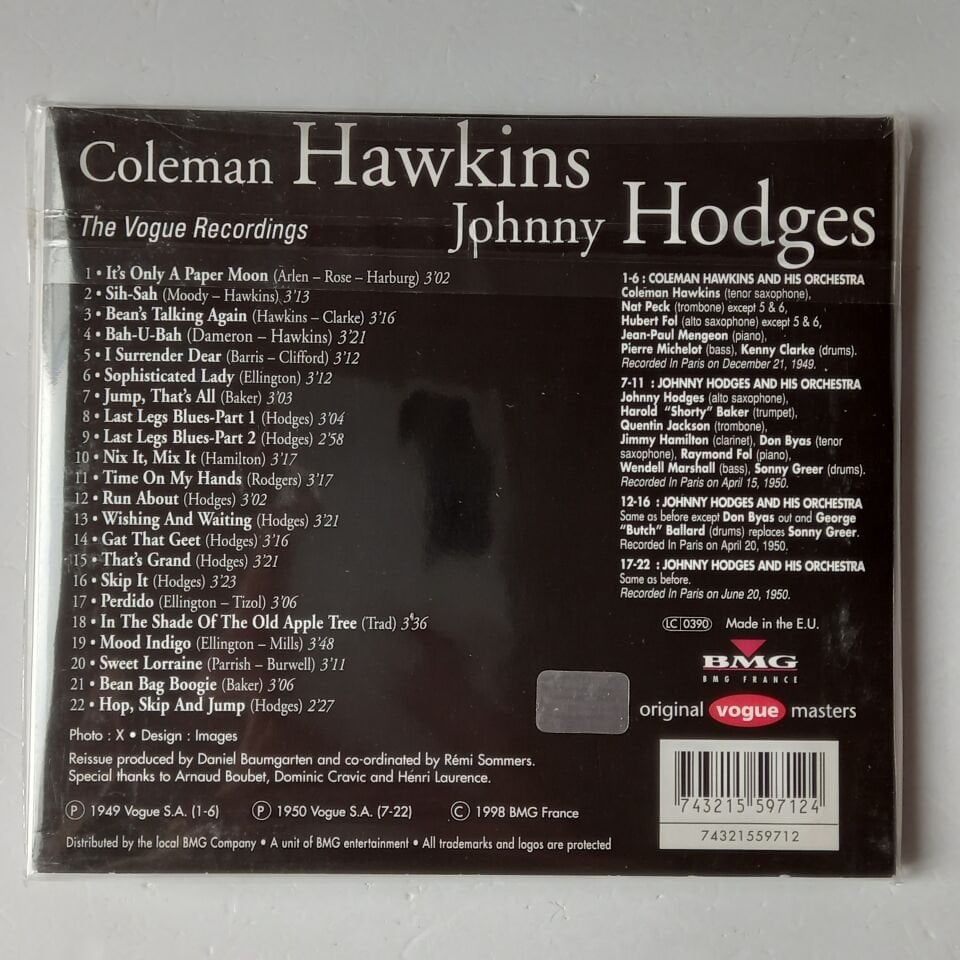 Coleman Hawkins
Johnny Hodges
The Vogue Recordings
1 • It's Only A Paper Moon (Arlen – Rose – Harburg) 3'02
2 • Sih-Sah (Moody – Hawkins) 3'13
3 • Bean's Talking Again (Hawkins – Clarke) 3'16
4 • Bah-U-Bah (Dameron – Hawkins) 3'21
5 • I Surrender Dear (Barris – Clifford) 3'12
6 • Sophisticated Lady (Ellington) 3'12
7 • Jump, That's All (Baker) 3'03
8 • Last Legs Blues-Part 1 (Hodges) 3'04
9 • Last Legs Blues-Part 2 (Hodges) 2'58
10 • Nix It, Mix It (Hamilton) 3'17
11 • Time On My Hands (Rodgers) 3'17
12 • Run About (Hodges) 3'02
13 • Wishing And Waiting (Hodges) 3'21
14 • Gat That Geet (Hodges) 3'16
15 • That's Grand (Hodges) 3'21
16 • Skip It (Hodges) 3'23
17 • Perdido (Ellington – Tizol) 3'06
18 • In The Shade Of The Old Apple Tree (Trad) 3'36
19 • Mood Indigo (Ellington – Mills) 3'48
20 • Sweet Lorraine (Parrish – Burwell) 3'11
21 • Bean Bag Boogie (Baker) 3'06
22 • Hop, Skip And Jump (Hodges) 2'27
Photo : X • Design : Images
Reissue produced by Daniel Baumgarten and co-ordinated by Rémi Sommers.
Special thanks to Arnaud Boubet, Dominic Cravic and Henri Laurence.
Ⓟ 1949 Vogue S.A. (1-6) Ⓟ 1950 Vogue S.A. (7-22) © 1998 BMG France
Distributed by the local BMG Company • A unit of BMG entertainment • All trademarks and logos are protected
1-6 : COLEMAN HAWKINS AND HIS ORCHESTRA
Coleman Hawkins (tenor saxophone),
Nat Peck (trombone) except 5 & 6,
Hubert Fol (alto saxophone) except 5 & 6,
Jean-Paul Mengeon (piano),
Pierre Michelot (bass), Kenny Clarke (drums).
Recorded In Paris on December 21, 1949.
7-11 : JOHNNY HODGES AND HIS ORCHESTRA
Johnny Hodges (alto saxophone),
Harold "Shorty" Baker (trumpet),
Quentin Jackson (trombone),
Jimmy Hamilton (clarinet), Don Byas (tenor
saxophone), Raymond Fol (piano),
Wendell Marshall (bass), Sonny Greer (drums).
Recorded In Paris on April 15, 1950.
12-16 : JOHNNY HODGES AND HIS ORCHESTRA
Same as before except Don Byas out and George
"Butch" Ballard (drums) replaces Sonny Greer.
Recorded In Paris on April 20, 1950.
17-22 : JOHNNY HODGES AND HIS ORCHESTRA
Same as before.
Recorded In Paris on June 20, 1950.
LC 0390 Made in the E.U.
BMG
BMG FRANCE
original vogue masters
743215 597124
74321559712